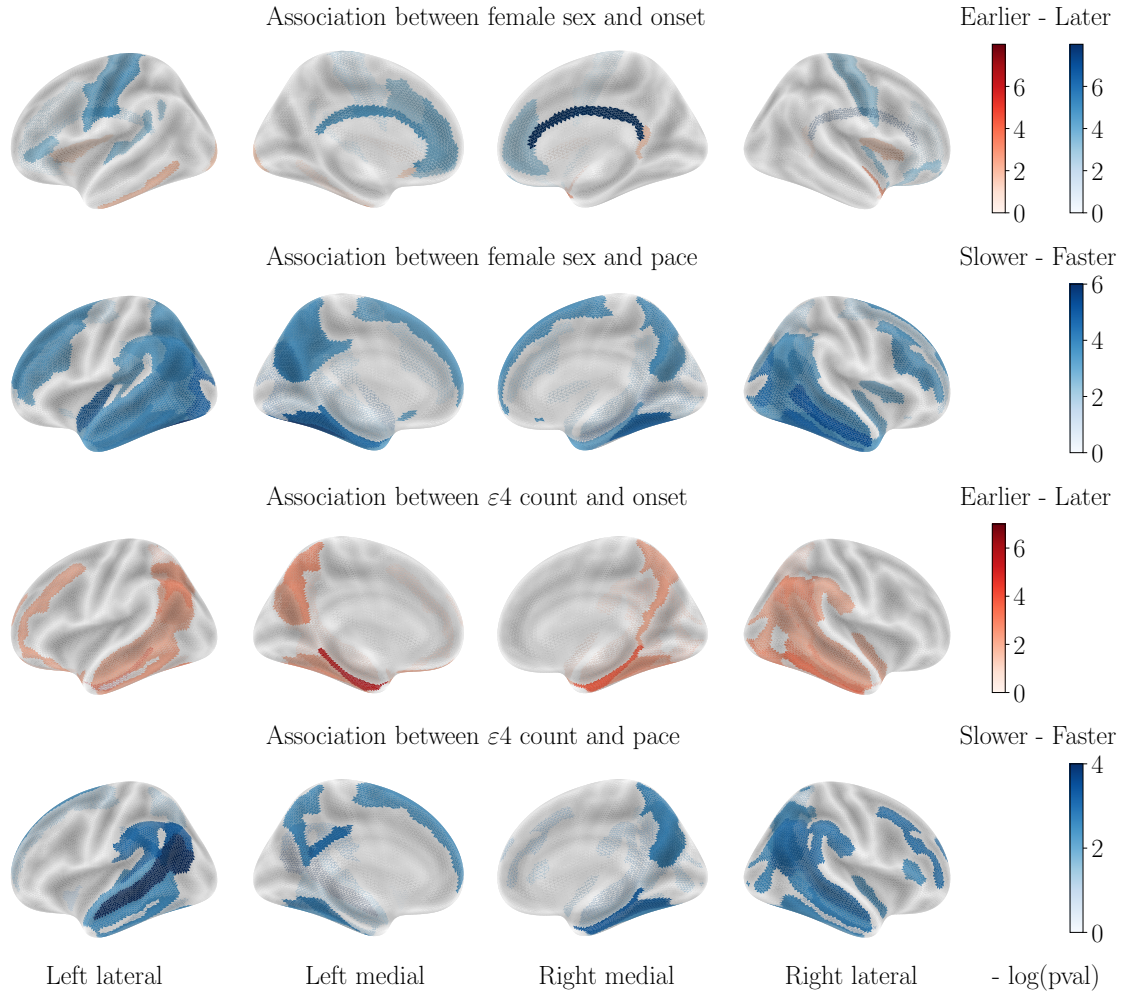 Association between female sex and onset
Earlier - Later
6
4
2
0
6
4
2
0
Association between female sex and pace
Slower - Faster
6
4
2
0
Association between ε4 count and onset
Earlier - Later
6
4
2
0
Association between ε4 count and pace
Slower - Faster
4
2
0
Left lateral
Left medial
Right medial
Right lateral
- log(pval)